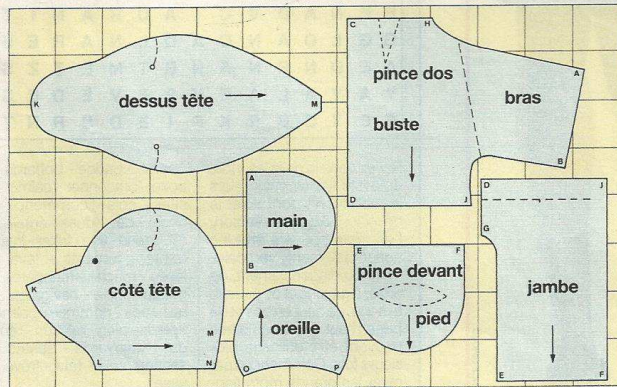 K
dessus tête
M
C
H
pince dos
buste
D
J
bras
A
B
A
main
B
K
côté tête
M
L
N
oreille
O
P
E
F
pince devant
pied
D
J
G
jambe
E
F